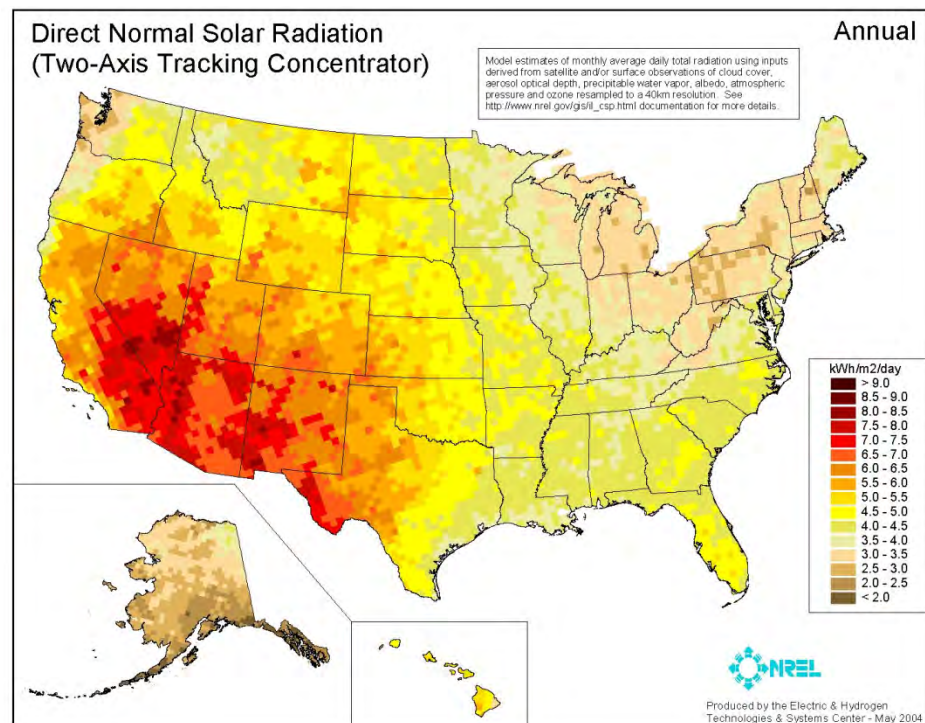 Direct Normal Solar Radiation
(Two-Axis Tracking Concentrator)
Annual
Model estimates of monthly average daily total radiation using inputs
derived from satellite and/or surface observations of cloud cover,
aerosol optical depth, precipitable water vapor, albedo, atmospheric
pressure and ozone resampled to a 40km resolution. See
http://www.nrel.gov/gis/il_csp.html documentation for more details.
kWh/m2/day
> 9.0
8.5 - 9.0
8.0 - 8.5
7.5 - 8.0
7.0 - 7.5
6.5 - 7.0
6.0 - 6.5
5.5 - 6.0
5.0 - 5.5
4.5 - 5.0
4.0 - 4.5
3.5 - 4.0
3.0 - 3.5
2.5 - 3.0
2.0 - 2.5
< 2.0
NREL
Produced by the Electric & Hydrogen
Technologies & Systems Center - May 2004